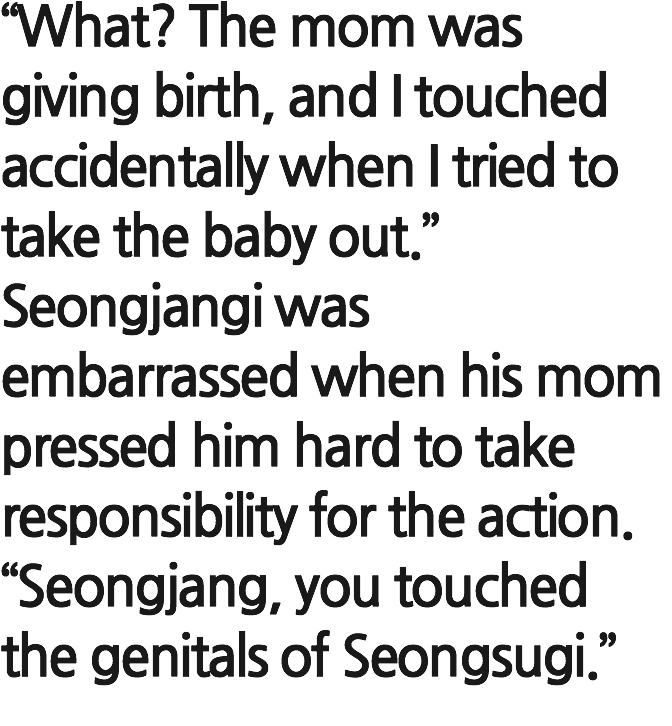 “What? The mom was
giving birth, and I touched
accidentally when I tried to
take the baby out.”
Seongjangi was
embarrassed when his mom
pressed him hard to take
responsibility for the action.
“Seongjang, you touched
the genitals of Seongsugi.”